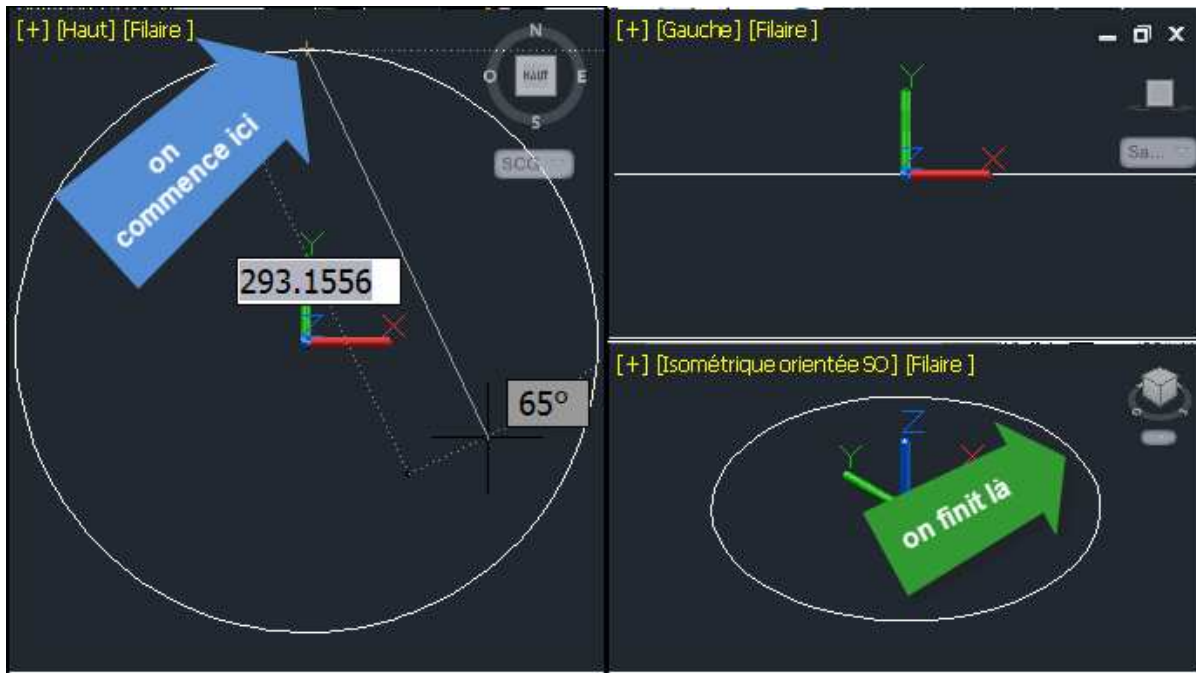 [+] [Haut] [Filaire ]
on
commence ici
N
O
HAUT
E
S
SCG
Y
293.1556
Z
X
65°
[+] [Gauche] [Filaire ]
Y
Z
X
Sa...
[+] [Isométrique orientée SO] [Filaire ]
Z
Y
X
on finit là